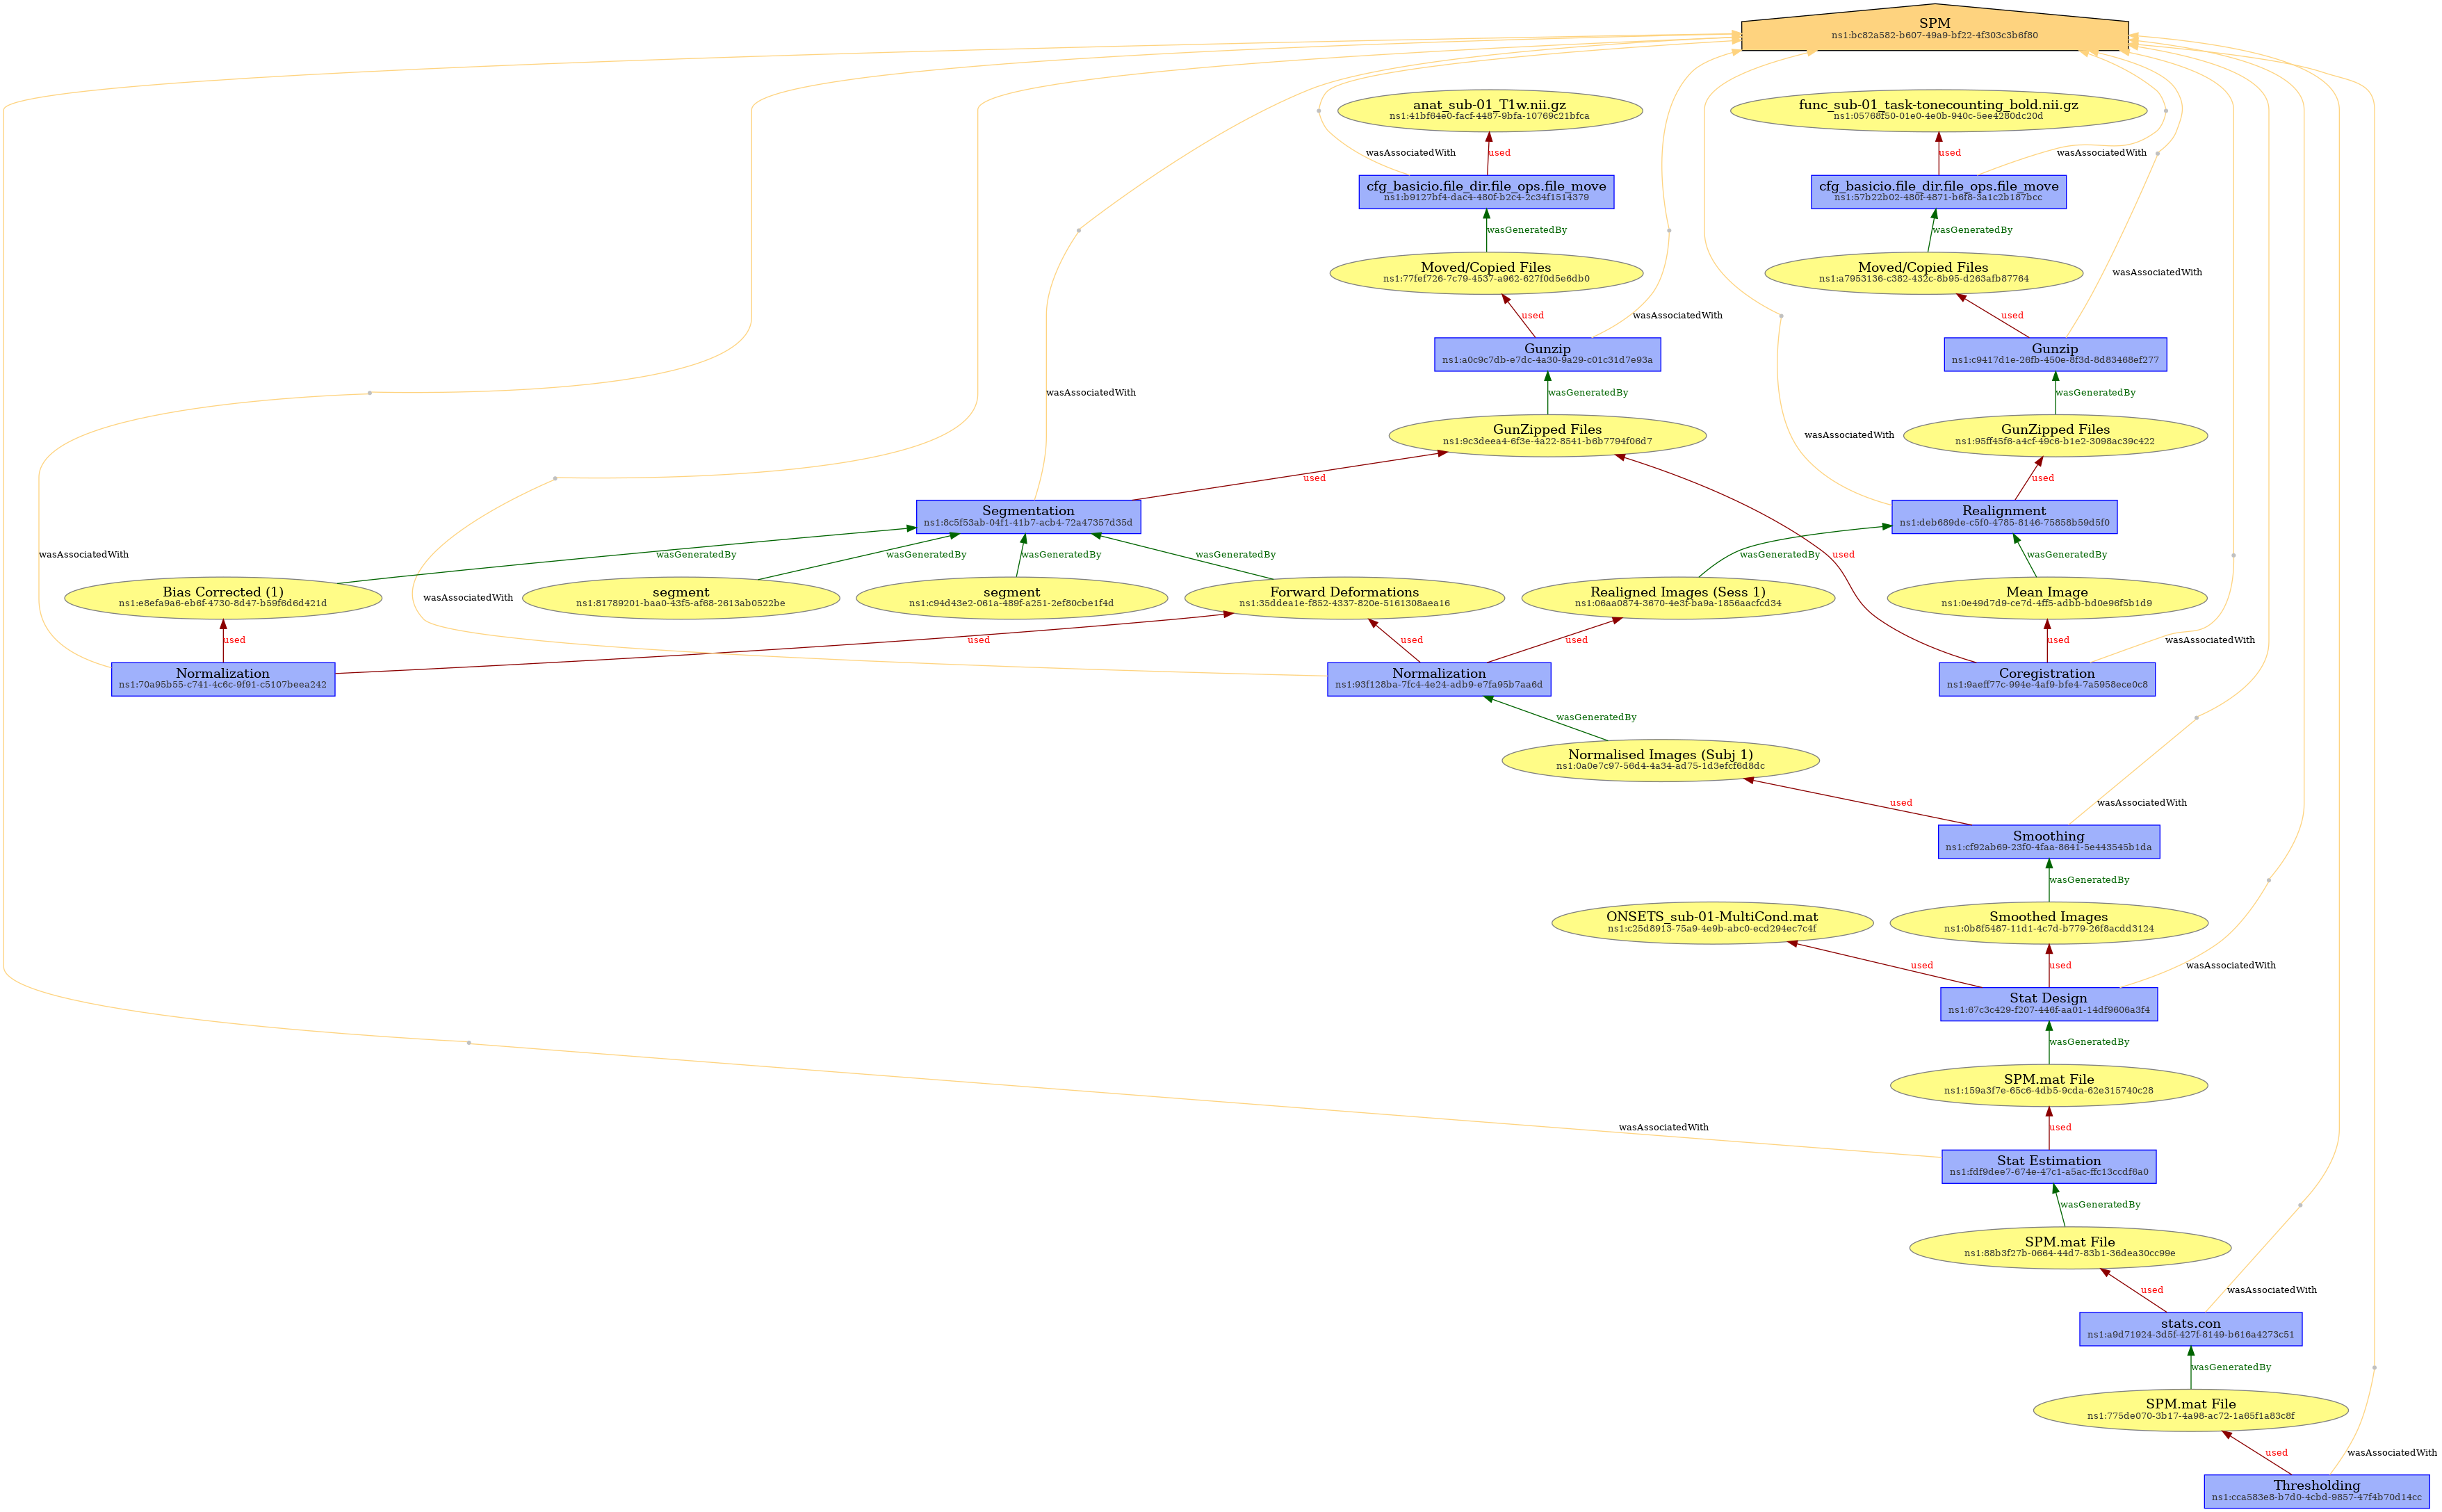 SPM
ns1:bc82a582-b607-49a9-bf22-4f303c3b6f80
anat_sub-01_T1w.nii.gz
ns1:41bf64e0-facf-4487-9bfa-10769c21bfca
func_sub-01_task-tonecounting_bold.nii.gz
ns1:05768f50-01e0-4e0b-940c-5ee4280dc20d
wasAssociatedWith
used
used
wasAssociatedWith
cfg_basicio.file_dir.file_ops.file_move
ns1:b9127bf4-dac4-480f-b2c4-2c34f1514379
cfg_basicio.file_dir.file_ops.file_move
ns1:57b22b02-480f-4871-b6f8-3a1c2b187bcc
wasGeneratedBy
wasGeneratedBy
Moved/Copied Files
ns1:77fef726-7c79-4537-a962-627f0d5e6db0
Moved/Copied Files
ns1:a7953136-c382-432c-8b95-d263afb87764
wasAssociatedWith
used
wasAssociatedWith
used
Gunzip
ns1:a0c9c7db-e7dc-4a30-9a29-c01c31d7e93a
Gunzip
ns1:c9417d1e-26fb-450e-8f3d-8d83468ef277
wasAssociatedWith
wasGeneratedBy
wasGeneratedBy
GunZipped Files
ns1:9c3deea4-6f3e-4a22-8541-b6b7794f06d7
wasAssociatedWith
GunZipped Files
ns1:95ff45f6-a4cf-49c6-b1e2-3098ac39c422
used
used
Segmentation
ns1:8c5f53ab-04f1-41b7-acb4-72a47357d35d
Realignment
ns1:deb689de-c5f0-4785-8146-75858b59d5f0
wasAssociatedWith
wasGeneratedBy
wasGeneratedBy
wasGeneratedBy
wasGeneratedBy
wasGeneratedBy
used
wasGeneratedBy
Bias Corrected (1)
ns1:e8efa9a6-eb6f-4730-8d47-b59f6d6d421d
wasAssociatedWith
segment
ns1:81789201-baa0-43f5-af68-2613ab0522be
segment
ns1:c94d43e2-061a-489f-a251-2ef80cbe1f4d
Forward Deformations
ns1:35ddea1e-f852-4337-820e-5161308aea16
Realigned Images (Sess 1)
ns1:06aa0874-3670-4e3f-ba9a-1856aacfcd34
Mean Image
ns1:0e49d7d9-ce7d-4ff5-adbb-bd0e96f5b1d9
used
used
used
used
used
wasAssociatedWith
Normalization
ns1:70a95b55-c741-4c6c-9f91-c5107beea242
Normalization
ns1:93f128ba-7fc4-4e24-adb9-e7fa95b7aa6d
Coregistration
ns1:9aeff77c-994e-4af9-bfe4-7a5958ece0c8
wasGeneratedBy
Normalised Images (Subj 1)
ns1:0a0e7c97-56d4-4a34-ad75-1d3efcf6d8dc
used
wasAssociatedWith
Smoothing
ns1:cf92ab69-23f0-4faa-8641-5e443545b1da
wasGeneratedBy
ONSETS_sub-01-MultiCond.mat
ns1:c25d8913-75a9-4e9b-abc0-ecd294ec7c4f
Smoothed Images
ns1:0b8f5487-11d1-4c7d-b779-26f8acdd3124
used
used
wasAssociatedWith
Stat Design
ns1:67c3c429-f207-446f-aa01-14df9606a3f4
wasGeneratedBy
SPM.mat File
ns1:159a3f7e-65c6-4db5-9cda-62e315740c28
wasAssociatedWith
used
Stat Estimation
ns1:fdf9dee7-674e-47c1-a5ac-ffc13ccdf6a0
wasGeneratedBy
SPM.mat File
ns1:88b3f27b-0664-44d7-83b1-36dea30cc99e
used
wasAssociatedWith
stats.con
ns1:a9d71924-3d5f-427f-8149-b616a4273c51
wasGeneratedBy
SPM.mat File
ns1:775de070-3b17-4a98-ac72-1a65f1a83c8f
used
wasAssociatedWith
Thresholding
ns1:cca583e8-b7d0-4cbd-9857-47f4b70d14cc